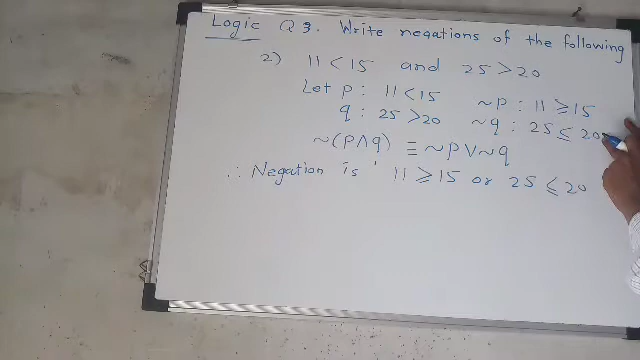 Logic Q 3. Write negations of the following
2) 11 < 15 and 25 > 20
Let p : 11 < 15 ~p : 11 ≥ 15
q : 25 > 20 ~q : 25 ≤ 20
~(p∧q) ≡ ~p∨~q
∴ Negation is ' 11 ≥ 15 or 25 ≤ 20